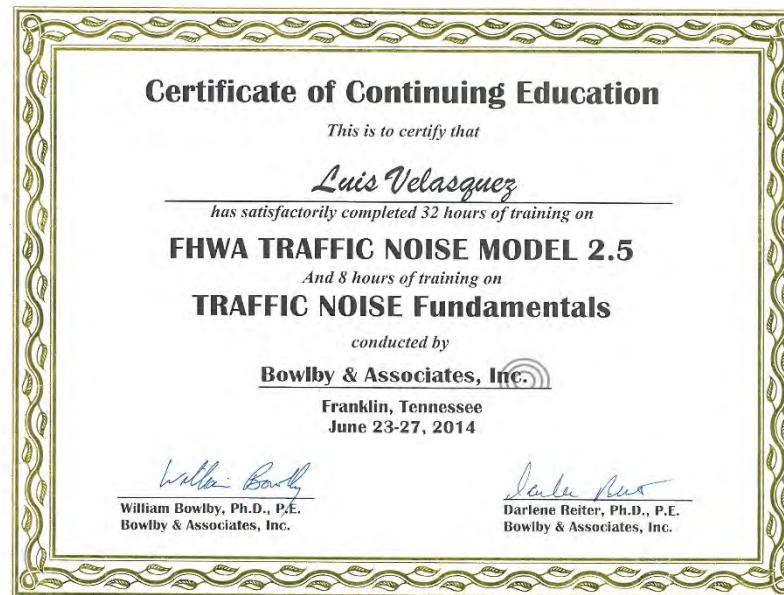 Certificate of Continuing Education
This is to certify that
Luis Velasquez
has satisfactorily completed 32 hours of training on
FHWA TRAFFIC NOISE MODEL 2.5
And 8 hours of training on
TRAFFIC NOISE Fundamentals
conducted by
Bowlby & Associates, Inc.
Franklin, Tennessee
June 23-27, 2014
William Bowlby
William Bowlby, Ph.D., P.E.
Bowlby & Associates, Inc.
Darlene Reiter, Ph.D., P.E.
Bowlby & Associates, Inc.